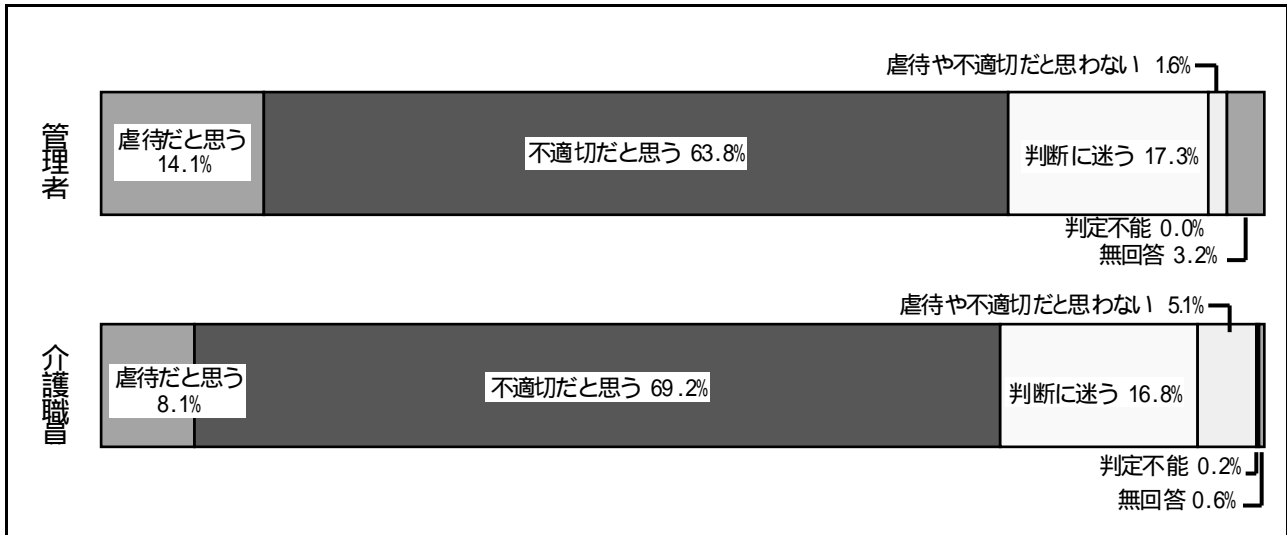 虐待や不適切だと思わない 1.6%
管理者
虐待だと思う
14.1%
不適切だと思う 63.8%
判断に迷う 17.3%
判定不能 0.0%
無回答 3.2%
虐待や不適切だと思わない 5.1%
介護職員
虐待だと思う
8.1%
不適切だと思う 69.2%
判断に迷う 16.8%
判定不能 0.2%
無回答 0.6%